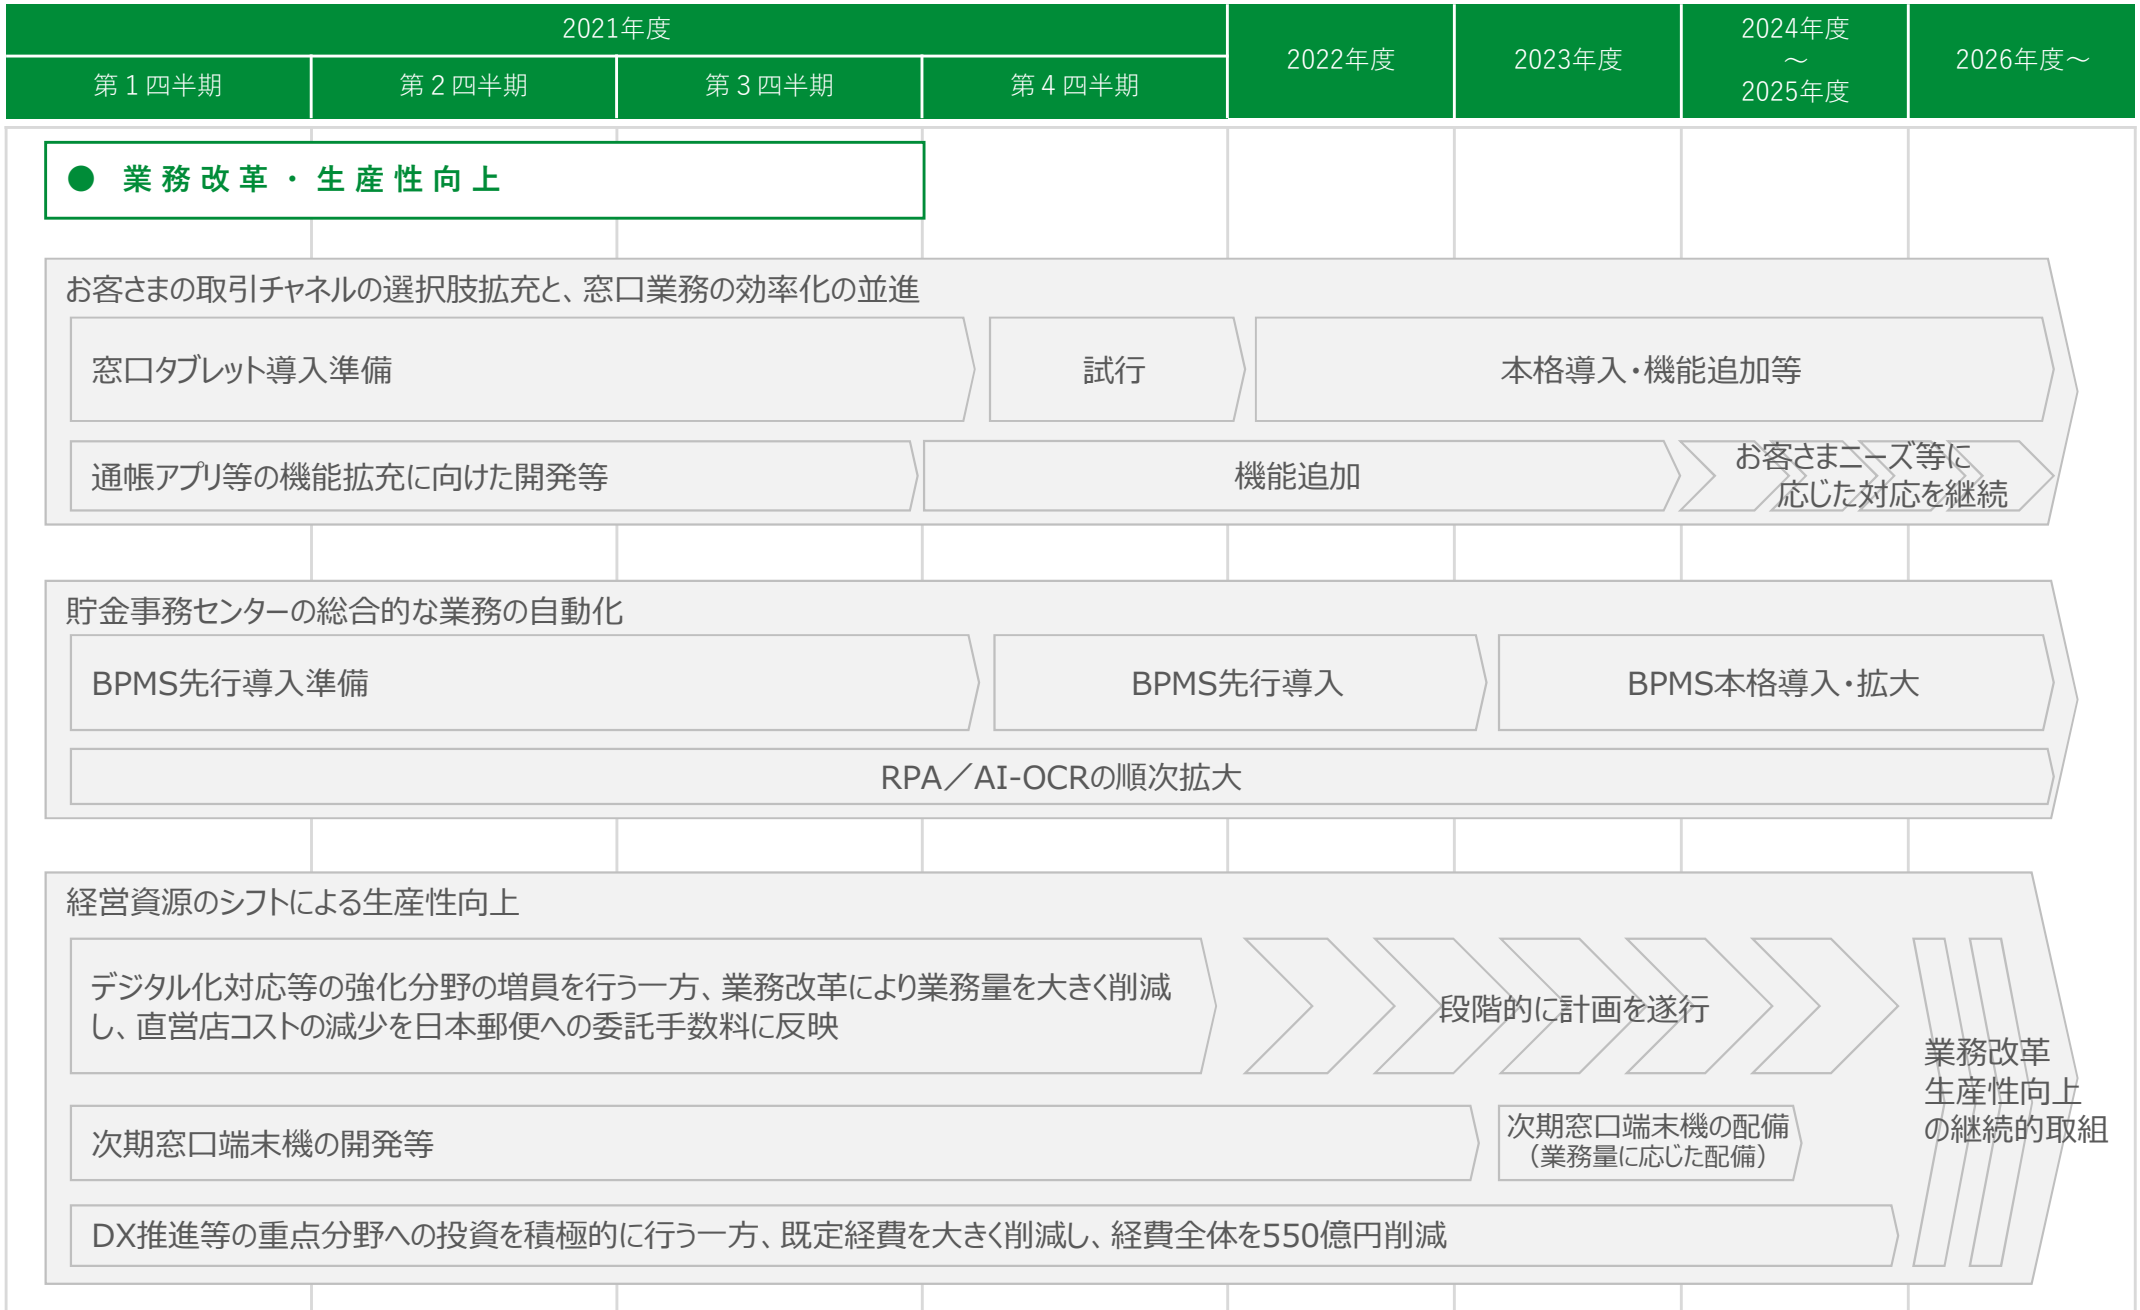 2021年度
2022年度
2023年度
2024年度
～
2025年度
2026年度～
第１四半期
第２四半期
第３四半期
第４四半期
● 業務改革・生産性向上
お客さまの取引チャネルの選択肢拡充と、窓口業務の効率化の並進
窓口タブレット導入準備
試行
本格導入・機能追加等
通帳アプリ等の機能拡充に向けた開発等
機能追加
お客さまニーズ等に
応じた対応を継続
貯金事務センターの総合的な業務の自動化
BPMS先行導入準備
BPMS先行導入
BPMS本格導入・拡大
RPA／AI-OCRの順次拡大
経営資源のシフトによる生産性向上
デジタル化対応等の強化分野の増員を行う一方、業務改革により業務量を大きく削減
し、直営店コストの減少を日本郵便への委託手数料に反映
段階的に計画を遂行
業務改革
生産性向上
の継続的取組
次期窓口端末機の開発等
次期窓口端末機の配備
（業務量に応じた配備）
DX推進等の重点分野への投資を積極的に行う一方、既定経費を大きく削減し、経費全体を550億円削減